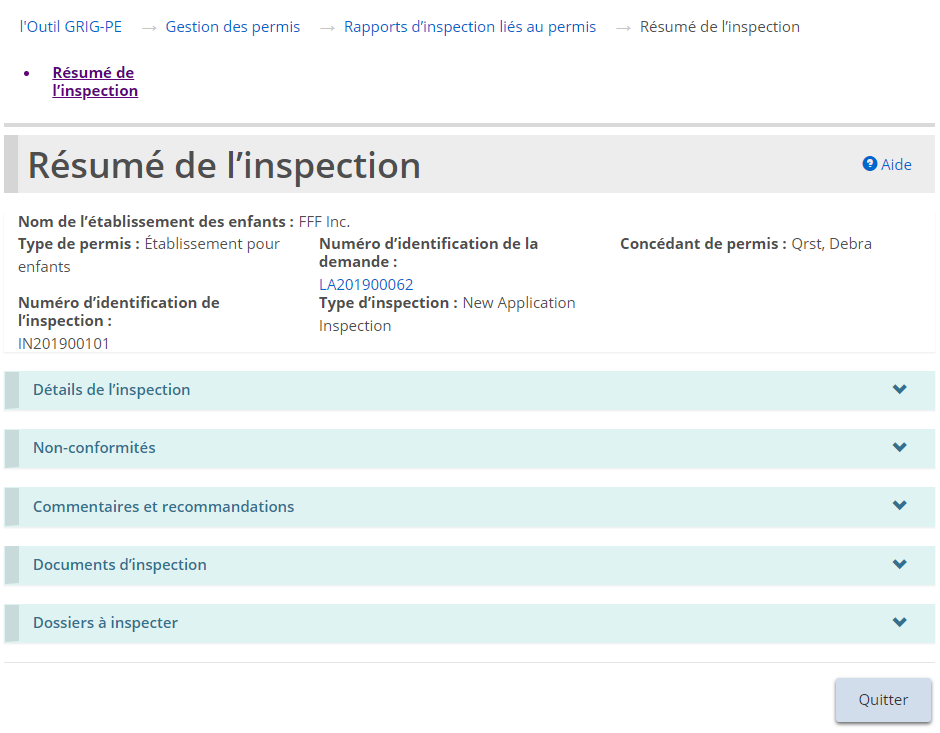 l'Outil GRIG-PE → Gestion des permis → Rapports d’inspection liés au permis → Résumé de l’inspection
• Résumé de
l’inspection
Résumé de l’inspection
? Aide
Nom de l’établissement des enfants : FFF Inc.
Type de permis : Établissement pour
enfants
Numéro d’identification de la
demande :
LA201900062
Concédant de permis : Qrst, Debra
Numéro d’identification de
l’inspection :
IN201900101
Type d’inspection : New Application
Inspection
Détails de l’inspection
Non-conformités
Commentaires et recommandations
Documents d’inspection
Dossiers à inspecter
Quitter